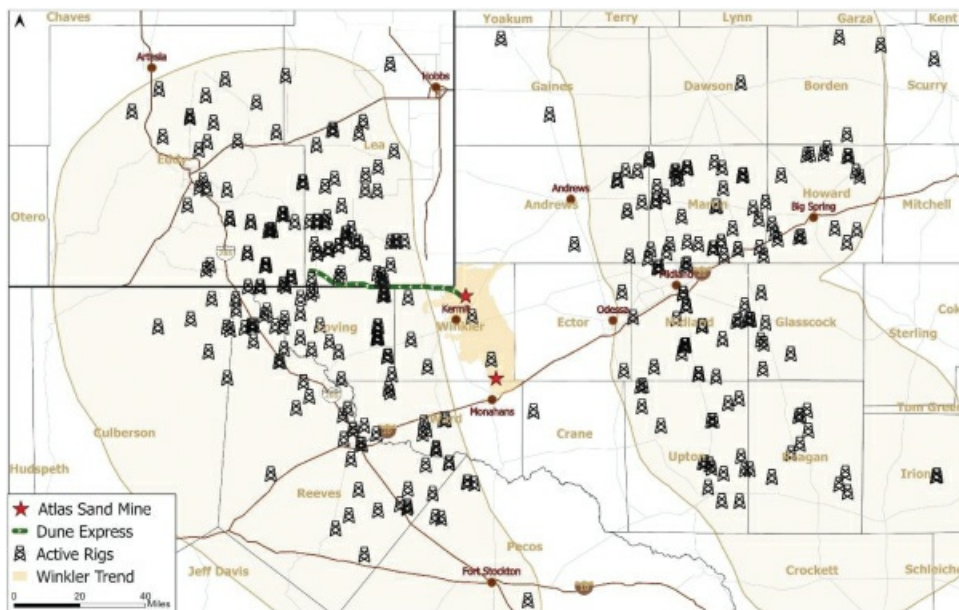 Chaves
Yoakum
Terry
Lynn
Garza
Kent
Artesia
Hobbs
Gaines
Dawson
Borden
Scurry
Lea
Eddy
Andrews
Andrews
Martin
Howard
Big Spring
Mitchell
Otero
Midland
Kermit
Winkler
Ector
Odessa
Midland
Glasscock
Loving
Sterling
Cok
Monahans
Tom Green
Culberson
Ward
Crane
Hudspeth
Upton
Reagan
Irion
Reeves
Atlas Sand Mine
Dune Express
Active Rigs
Winkler Trend
Pecos
Jeff Davis
Fort Stockton
Crockett
Schleicher
0 20 40 Miles